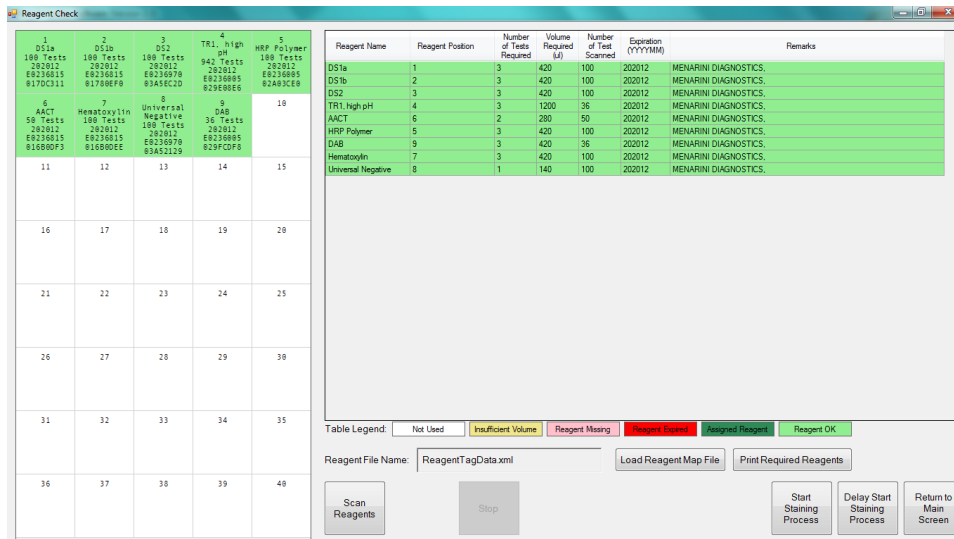 Reagent Check
1 2 3 4 5
DS1a DS1b DS2 TR1, high pH HRP Polymer
100 Tests 100 Tests 100 Tests 942 Tests 100 Tests
202012 202012 202012 202012 202012
E0236815 E0236815 E0236970 E0236005 E0236005
017DC311 01780EF0 03A5EC2D 029E08E6 02A03CE0
6 7 8 9 10
AACT Hematoxylin Universal Negative DAB
50 Tests 100 Tests 100 Tests 36 Tests
202012 202012 202012 202012
E0236815 E0236815 E0236970 E0236005
016B0DF3 016B0DEE 03A52129 029FCDF8
11 12 13 14 15
16 17 18 19 20
21 22 23 24 25
26 27 28 29 30
31 32 33 34 35
36 37 38 39 40
Reagent Name Reagent Position Number of Tests Required Volume Required (ul) Number of Test Scanned Expiration (YYYYMM) Remarks
DS1a 1 3 420 100 202012 MENARINI DIAGNOSTICS,
DS1b 2 3 420 100 202012 MENARINI DIAGNOSTICS,
DS2 3 3 420 100 202012 MENARINI DIAGNOSTICS,
TR1, high pH 4 3 1200 36 202012 MENARINI DIAGNOSTICS,
AACT 6 2 280 50 202012 MENARINI DIAGNOSTICS,
HRP Polymer 5 3 420 100 202012 MENARINI DIAGNOSTICS,
DAB 9 3 420 36 202012 MENARINI DIAGNOSTICS,
Hematoxylin 7 3 420 100 202012 MENARINI DIAGNOSTICS,
Universal Negative 8 1 140 100 202012 MENARINI DIAGNOSTICS,
Table Legend: Not Used Insufficient Volume Reagent Missing Reagent Expired Assigned Reagent Reagent OK
Reagent File Name: ReagentTagData.xml Load Reagent Map File Print Required Reagents
Scan Reagents Stop Start Staining Process Delay Start Staining Process Return to Main Screen